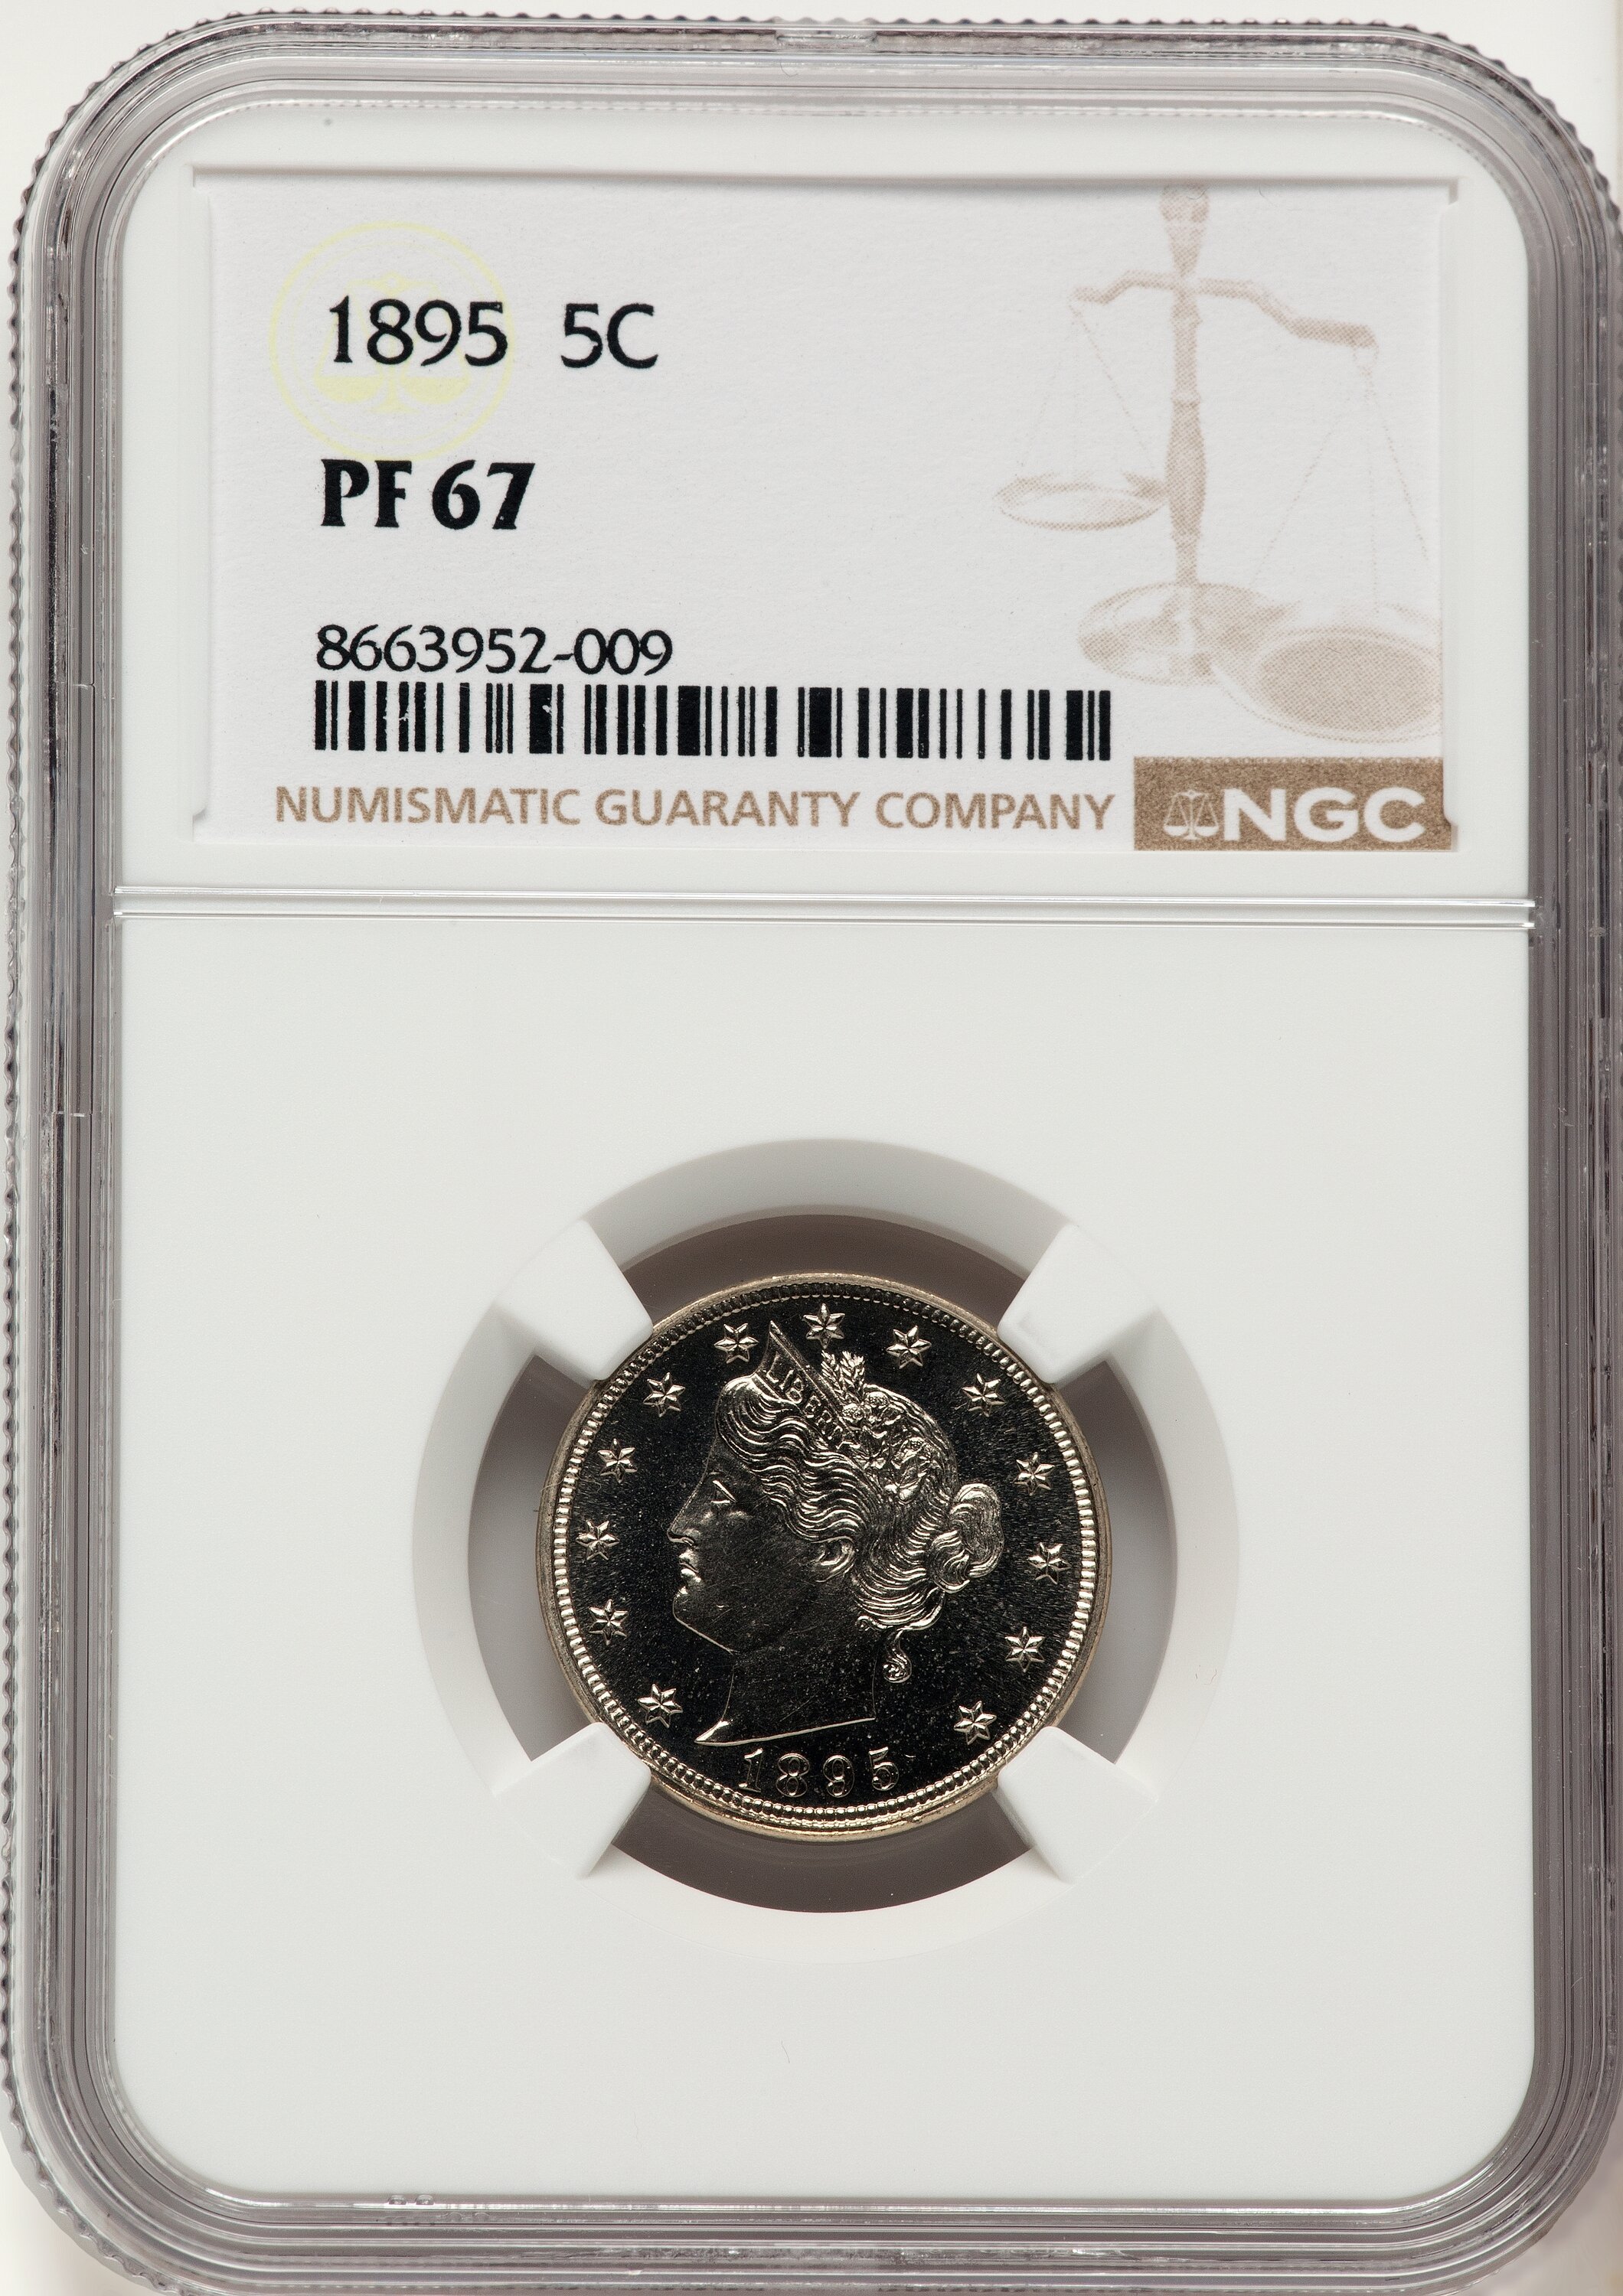 1895 5C
PF 67
8663952-009
NUMISMATIC GUARANTY COMPANY NGC
LIBERTY
1895